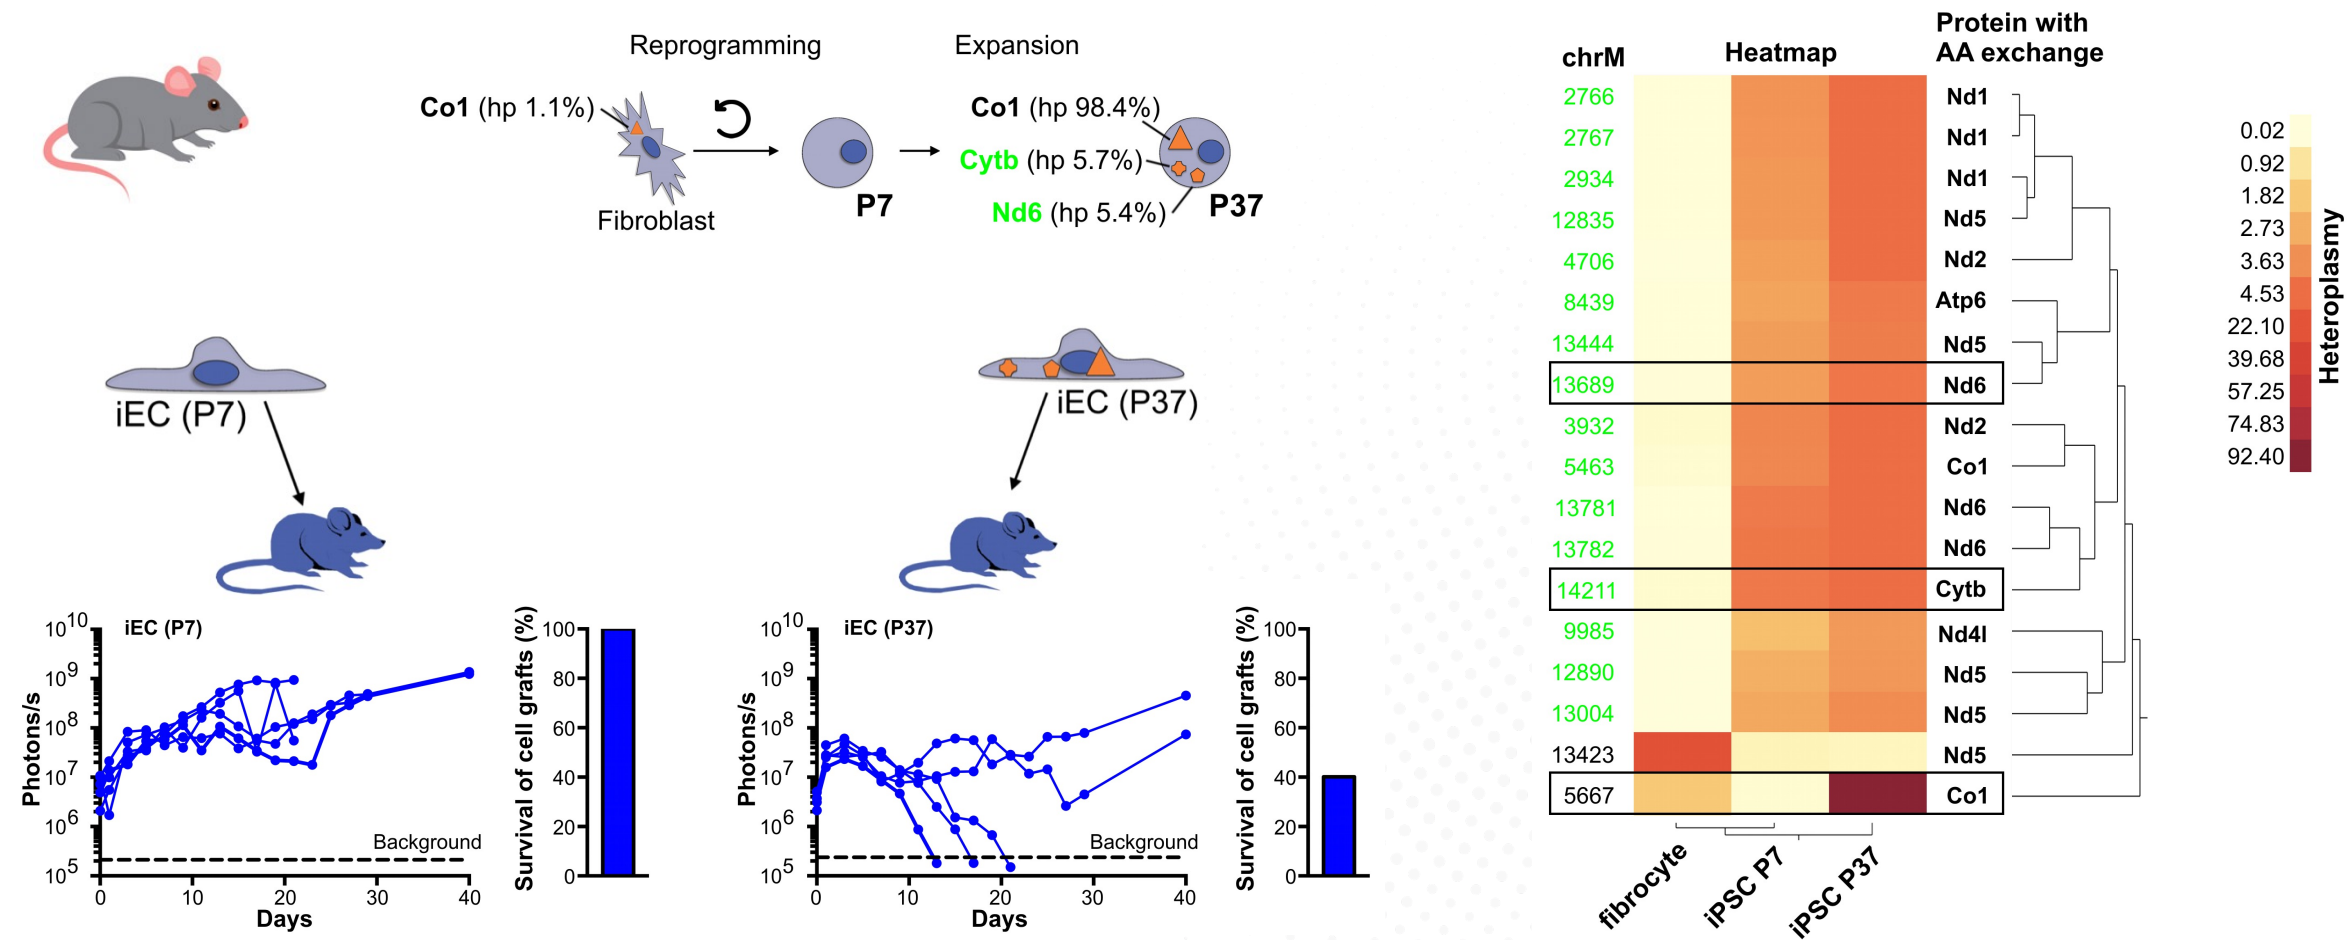 Reprogramming
Expansion
Co1 (hp 1.1%)
Fibroblast
P7
Co1 (hp 98.4%)
Cytb (hp 5.7%)
Nd6 (hp 5.4%)
P37
iEC (P7)
iEC (P37)
iEC (P7)
Photons/s
10^10
10^9
10^8
10^7
10^6
10^5
Background
0 10 20 30 40
Days
Survival of cell grafts (%)
100
80
60
40
20
0
iEC (P37)
Photons/s
10^10
10^9
10^8
10^7
10^6
10^5
Background
0 10 20 30 40
Days
Survival of cell grafts (%)
100
80
60
40
20
0
chrM Heatmap Protein with
AA exchange
2766 Nd1
2767 Nd1
2934 Nd1
12835 Nd5
4706 Nd2
8439 Atp6
13444 Nd5
13689 Nd6
3932 Nd2
5463 Co1
13781 Nd6
13782 Nd6
14211 Cytb
9985 Nd4l
12890 Nd5
13004 Nd5
13423 Nd5
5667 Co1
fibrocyte
iPSC P7
iPSC P37
0.02
0.92
1.82
2.73
3.63
4.53
22.10
39.68
57.25
74.83
92.40
Heteroplasmy